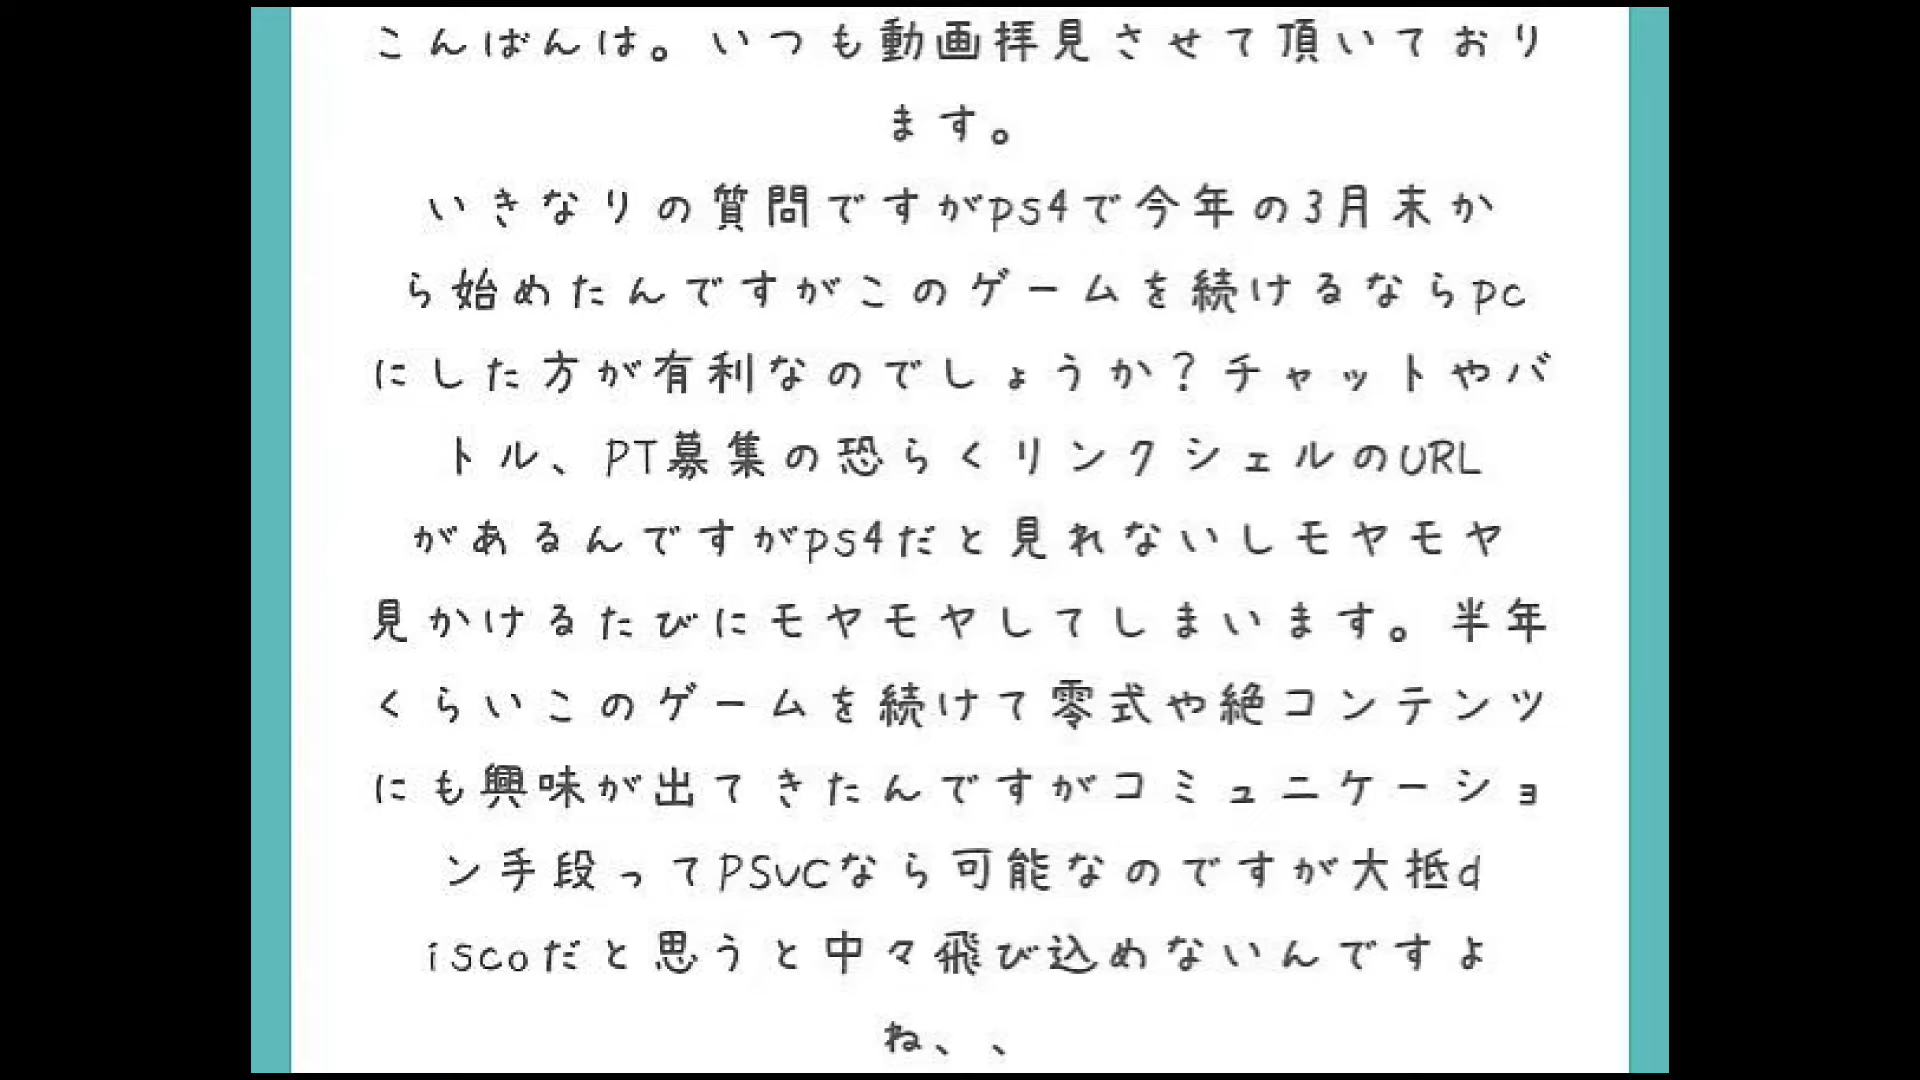 こんばんは。いつも動画拝見させて頂いており
ます。
いきなりの質問ですがps4で今年の3月末か
ら始めたんですがこのゲームを続けるならpc
にした方が有利なのでしょうか？チャットやバ
トル、PT募集の恐らくリンクシェルのURL
があるんですがps4だと見れないしモヤモヤ
見かけるたびにモヤモヤしてしまいます。半年
くらいこのゲームを続けて零式や絶コンテンツ
にも興味が出てきたんですがコミュニケーショ
ン手段ってPSVCなら可能なのですが大抵d
iscoだと思うと中々飛び込めないんですよ
ね、、